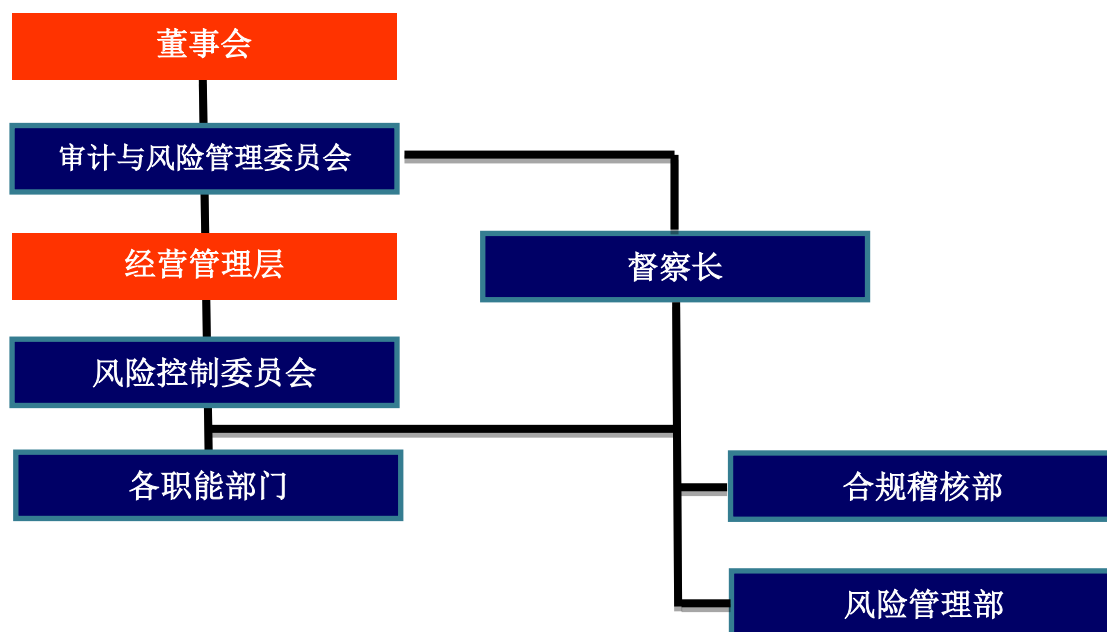 董事会
审计与风险管理委员会
经营管理层
督察长
风险控制委员会
各职能部门
合规稽核部
风险管理部